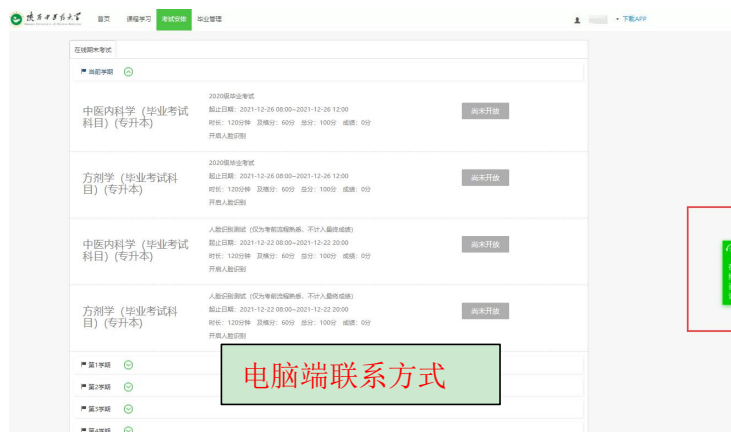 首页 课程学习 考试安排 毕业管理 下载APP
在线期末考试
当前学期
中医内科学（毕业考试科目）(专升本)
2020级毕业考试
起止日期：2021-12-26 08:00~2021-12-26 12:00
时长：120分钟 及格分：60分 总分：100分 成绩：0分
开启人脸识别
尚未开放
方剂学（毕业考试科目）(专升本)
2020级毕业考试
起止日期：2021-12-26 08:00~2021-12-26 12:00
时长：120分钟 及格分：60分 总分：100分 成绩：0分
开启人脸识别
尚未开放
中医内科学（毕业考试科目）(专升本)
人脸识别测试（仅为考前流程熟悉、不计入最终成绩）
起止日期：2021-12-22 08:00~2021-12-22 20:00
时长：120分钟 及格分：60分 总分：100分 成绩：0分
开启人脸识别
尚未开放
方剂学（毕业考试科目）(专升本)
人脸识别测试（仅为考前流程熟悉、不计入最终成绩）
起止日期：2021-12-22 08:00~2021-12-22 20:00
时长：120分钟 及格分：60分 总分：100分 成绩：0分
开启人脸识别
尚未开放
第1学期
第2学期
第3学期
第4学期
电脑端联系方式